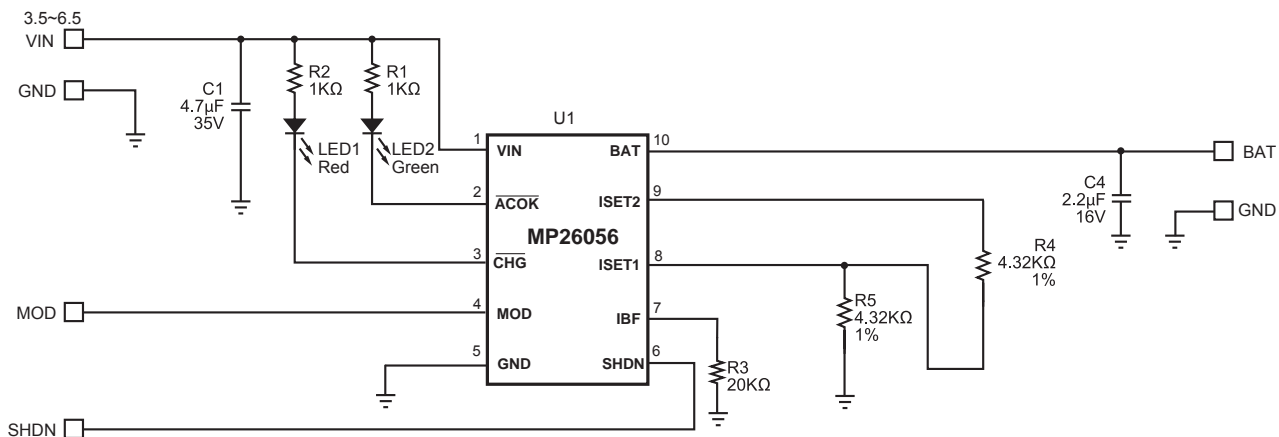 3.5~6.5
VIN
GND
C1
4.7µF
35V
R2
1KΩ
R1
1KΩ
LED1
Red
LED2
Green
U1
1
VIN
2
ACOK
3
CHG
4
MOD
5
GND
MP26056
10
BAT
9
ISET2
8
ISET1
7
IBF
6
SHDN
BAT
C4
2.2µF
16V
GND
R4
4.32KΩ
1%
R5
4.32KΩ
1%
R3
20KΩ
MOD
SHDN